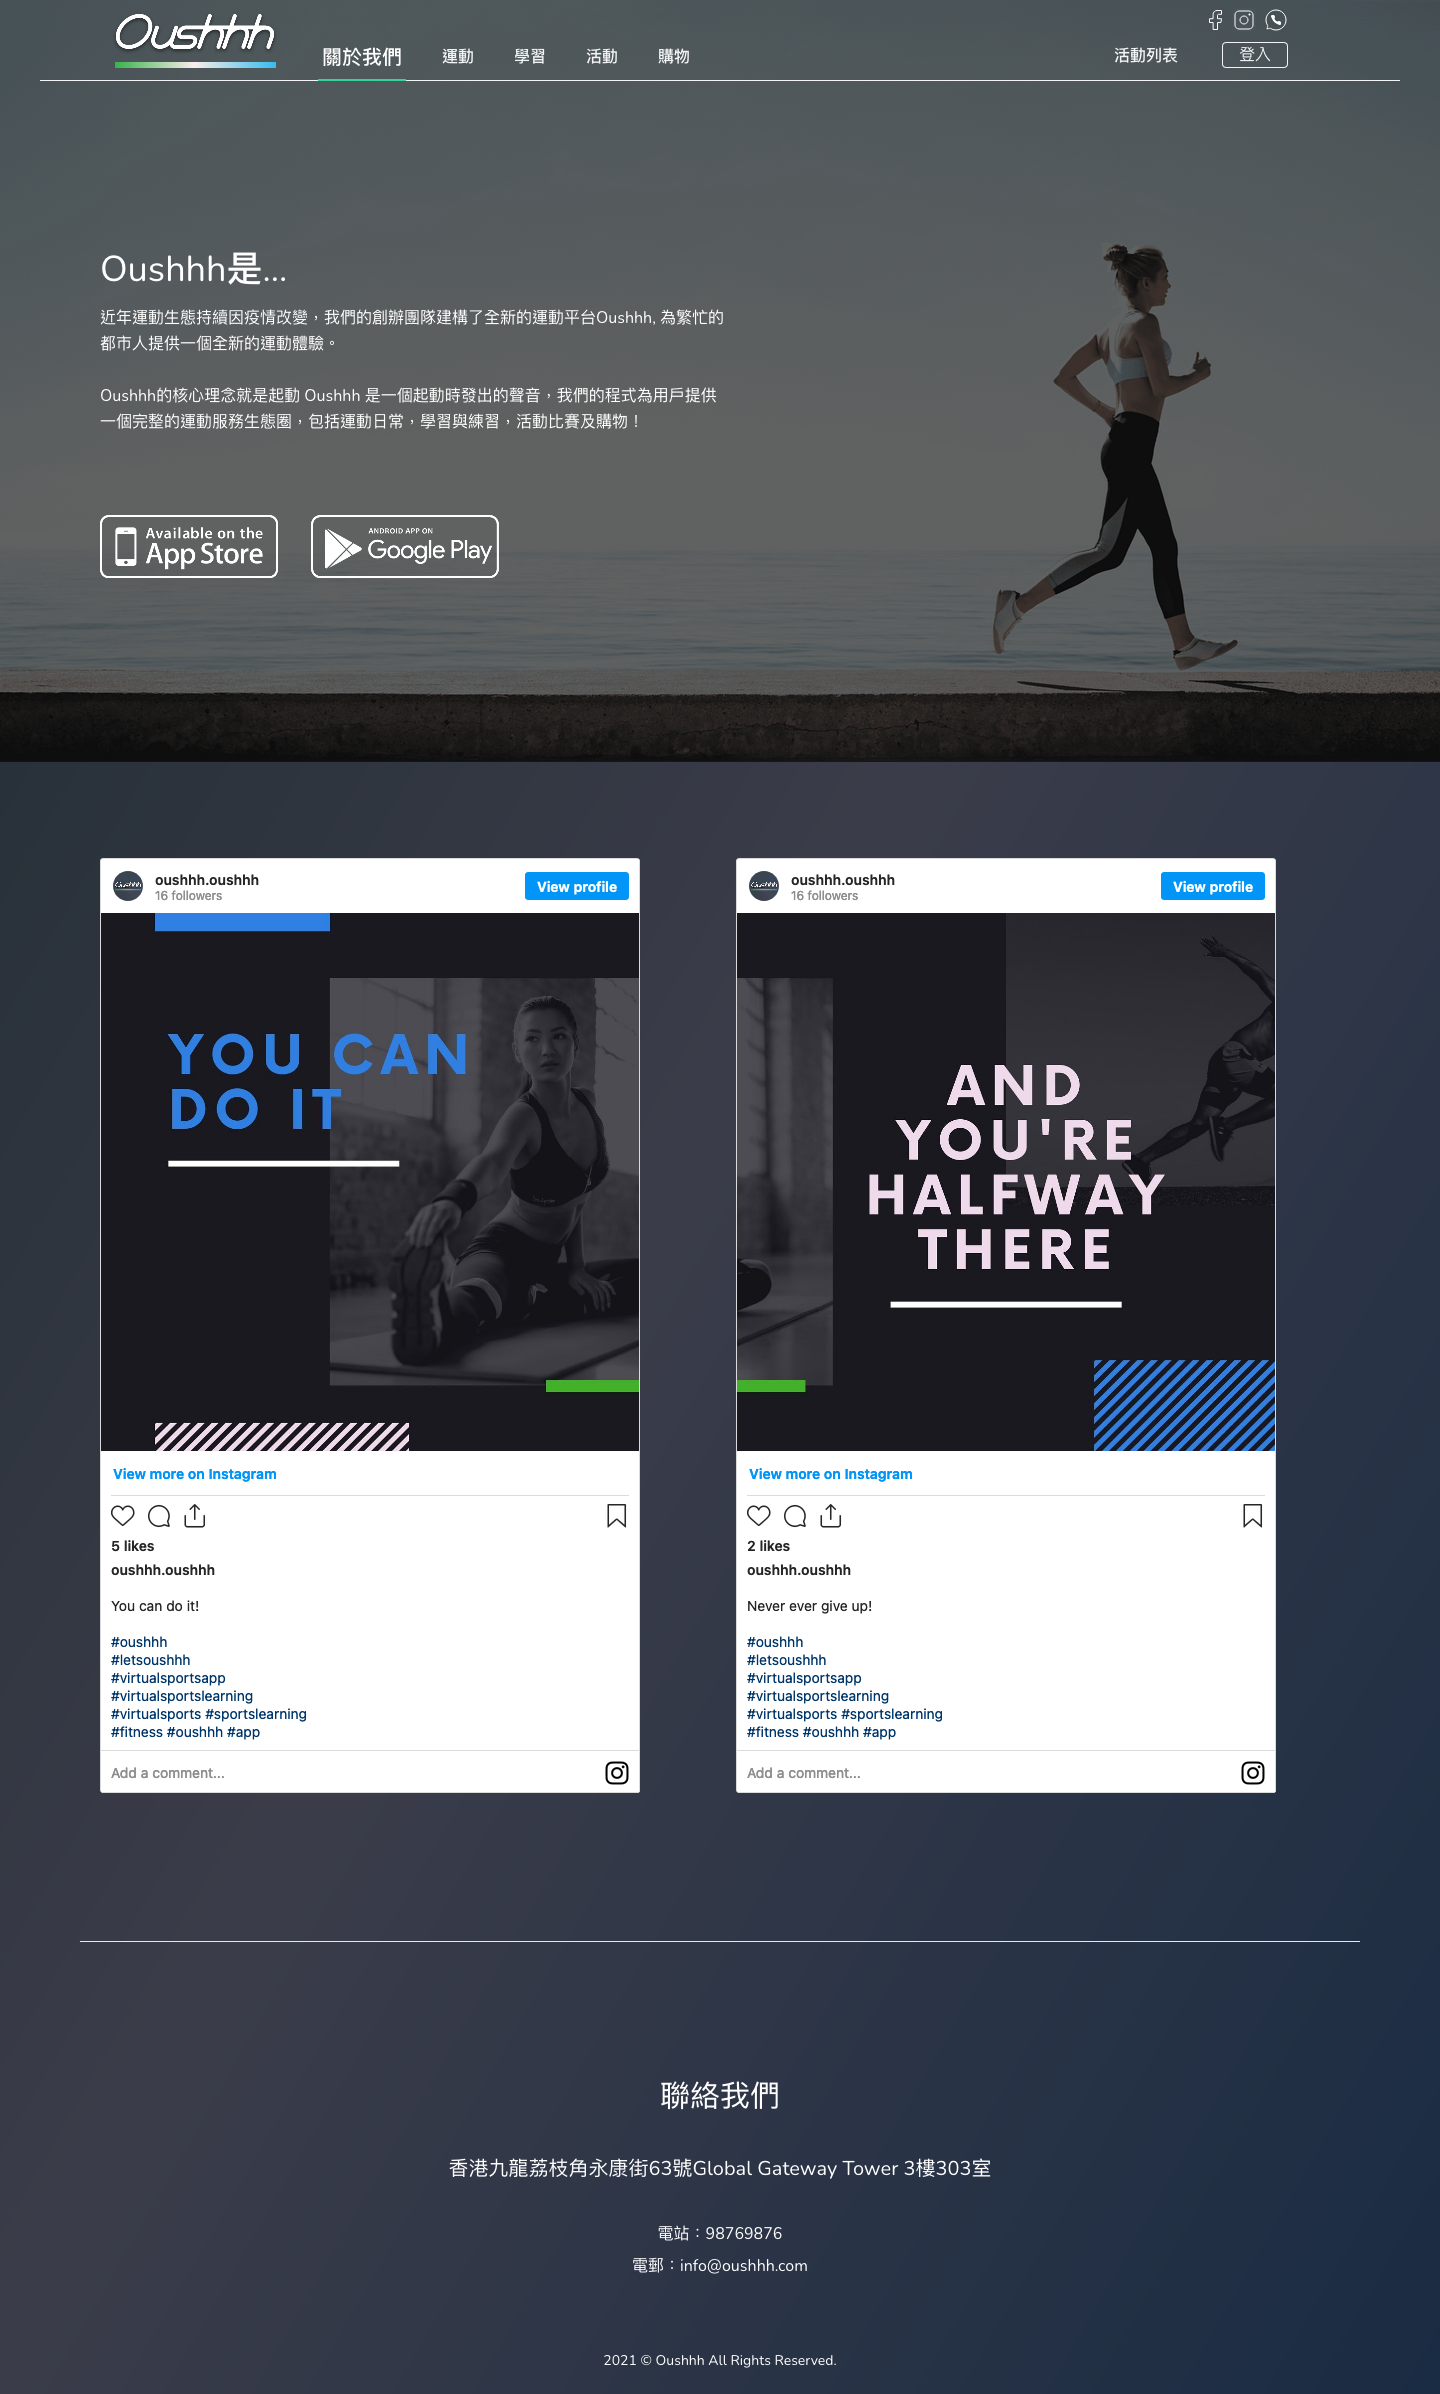 Oushhh
關於我們 運動 學習 活動 購物 活動列表 登入
Oushhh是...
近年運動生態持續因疫情改變，我們的創辦團隊建構了全新的運動平台Oushhh, 為繁忙的
都市人提供一個全新的運動體驗。
Oushhh的核心理念就是起動 Oushhh 是一個起動時發出的聲音，我們的程式為用戶提供
一個完整的運動服務生態圈，包括運動日常，學習與練習，活動比賽及購物！
Available on the
App Store
ANDROID APP ON
Google Play
Oushhh
oushhh.oushhh
16 followers
View profile
YOU CAN
DO IT
View more on Instagram
5 likes
oushhh.oushhh
You can do it!
#oushhh
#letsoushhh
#virtualsportsapp
#virtualsportslearning
#virtualsports #sportslearning
#fitness #oushhh #app
Add a comment...
Oushhh
oushhh.oushhh
16 followers
View profile
AND
YOU'RE
HALFWAY
THERE
View more on Instagram
2 likes
oushhh.oushhh
Never ever give up!
#oushhh
#letsoushhh
#virtualsportsapp
#virtualsportslearning
#virtualsports #sportslearning
#fitness #oushhh #app
Add a comment...
聯絡我們
香港九龍荔枝角永康街63號Global Gateway Tower 3樓303室
電站：98769876
電郵：info@oushhh.com
2021 © Oushhh All Rights Reserved.